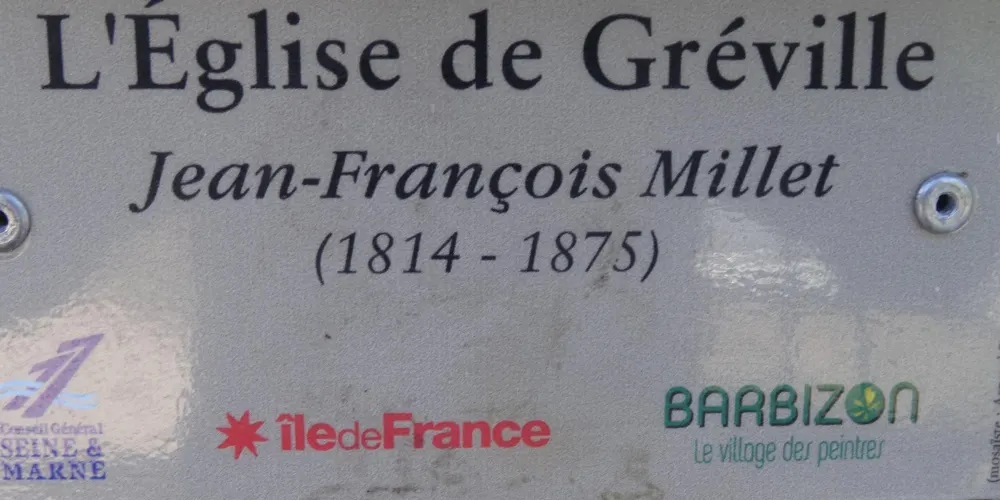 L'Église de Gréville
Jean-François Millet
(1814 - 1875)
Conseil Général
SEINE &
MARNE
îledeFrance
BARBIZON
Le village des peintres